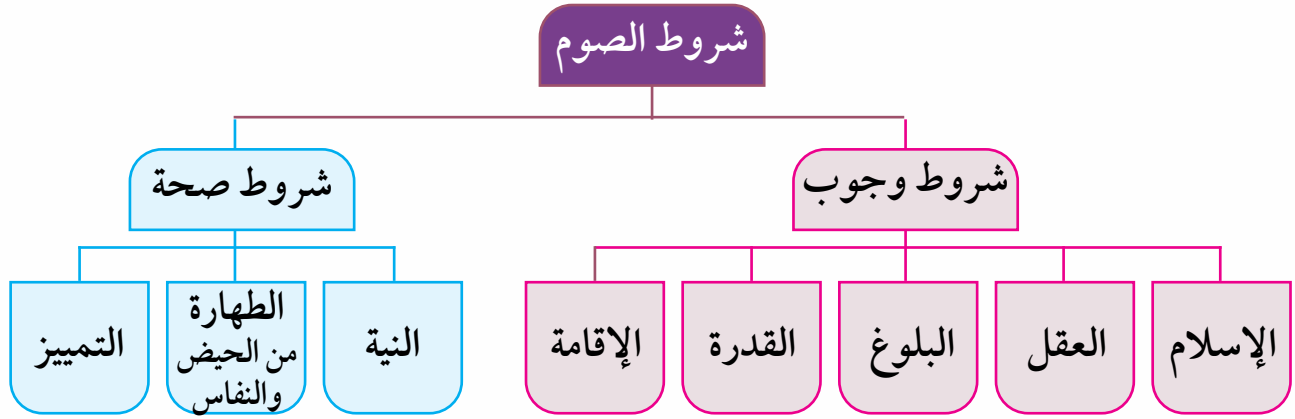 شروط الصوم
شروط وجوب
الإسلام
العقل
البلوغ
القدرة
الإقامة
شروط صحة
النية
الطهارة
من الحيض
والنفاس
التمييز